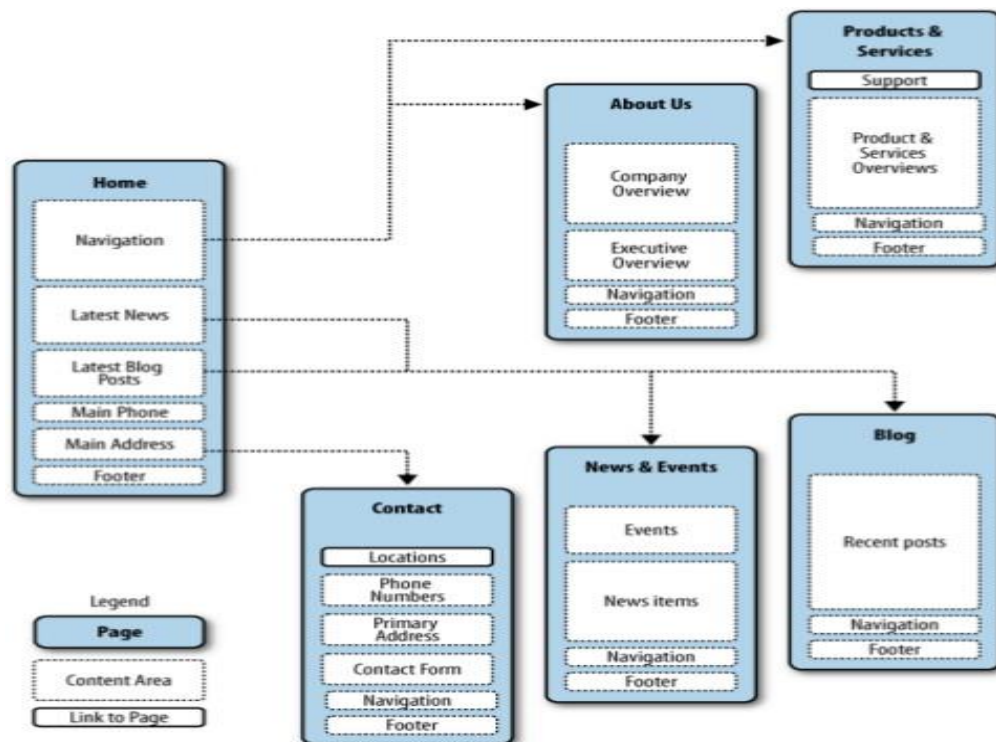 Products &
Services
Support
Product &
Services
Overviews
Navigation
Footer
About Us
Company
Overview
Executive
Overview
Navigation
Footer
Home
Navigation
Latest News
Latest Blog
Posts
Main Phone
Main Address
Footer
Contact
Locations
Phone
Numbers
Primary
Address
Contact Form
Navigation
Footer
News & Events
Events
News items
Navigation
Footer
Blog
Recent posts
Navigation
Footer
Legend
Page
Content Area
Link to Page